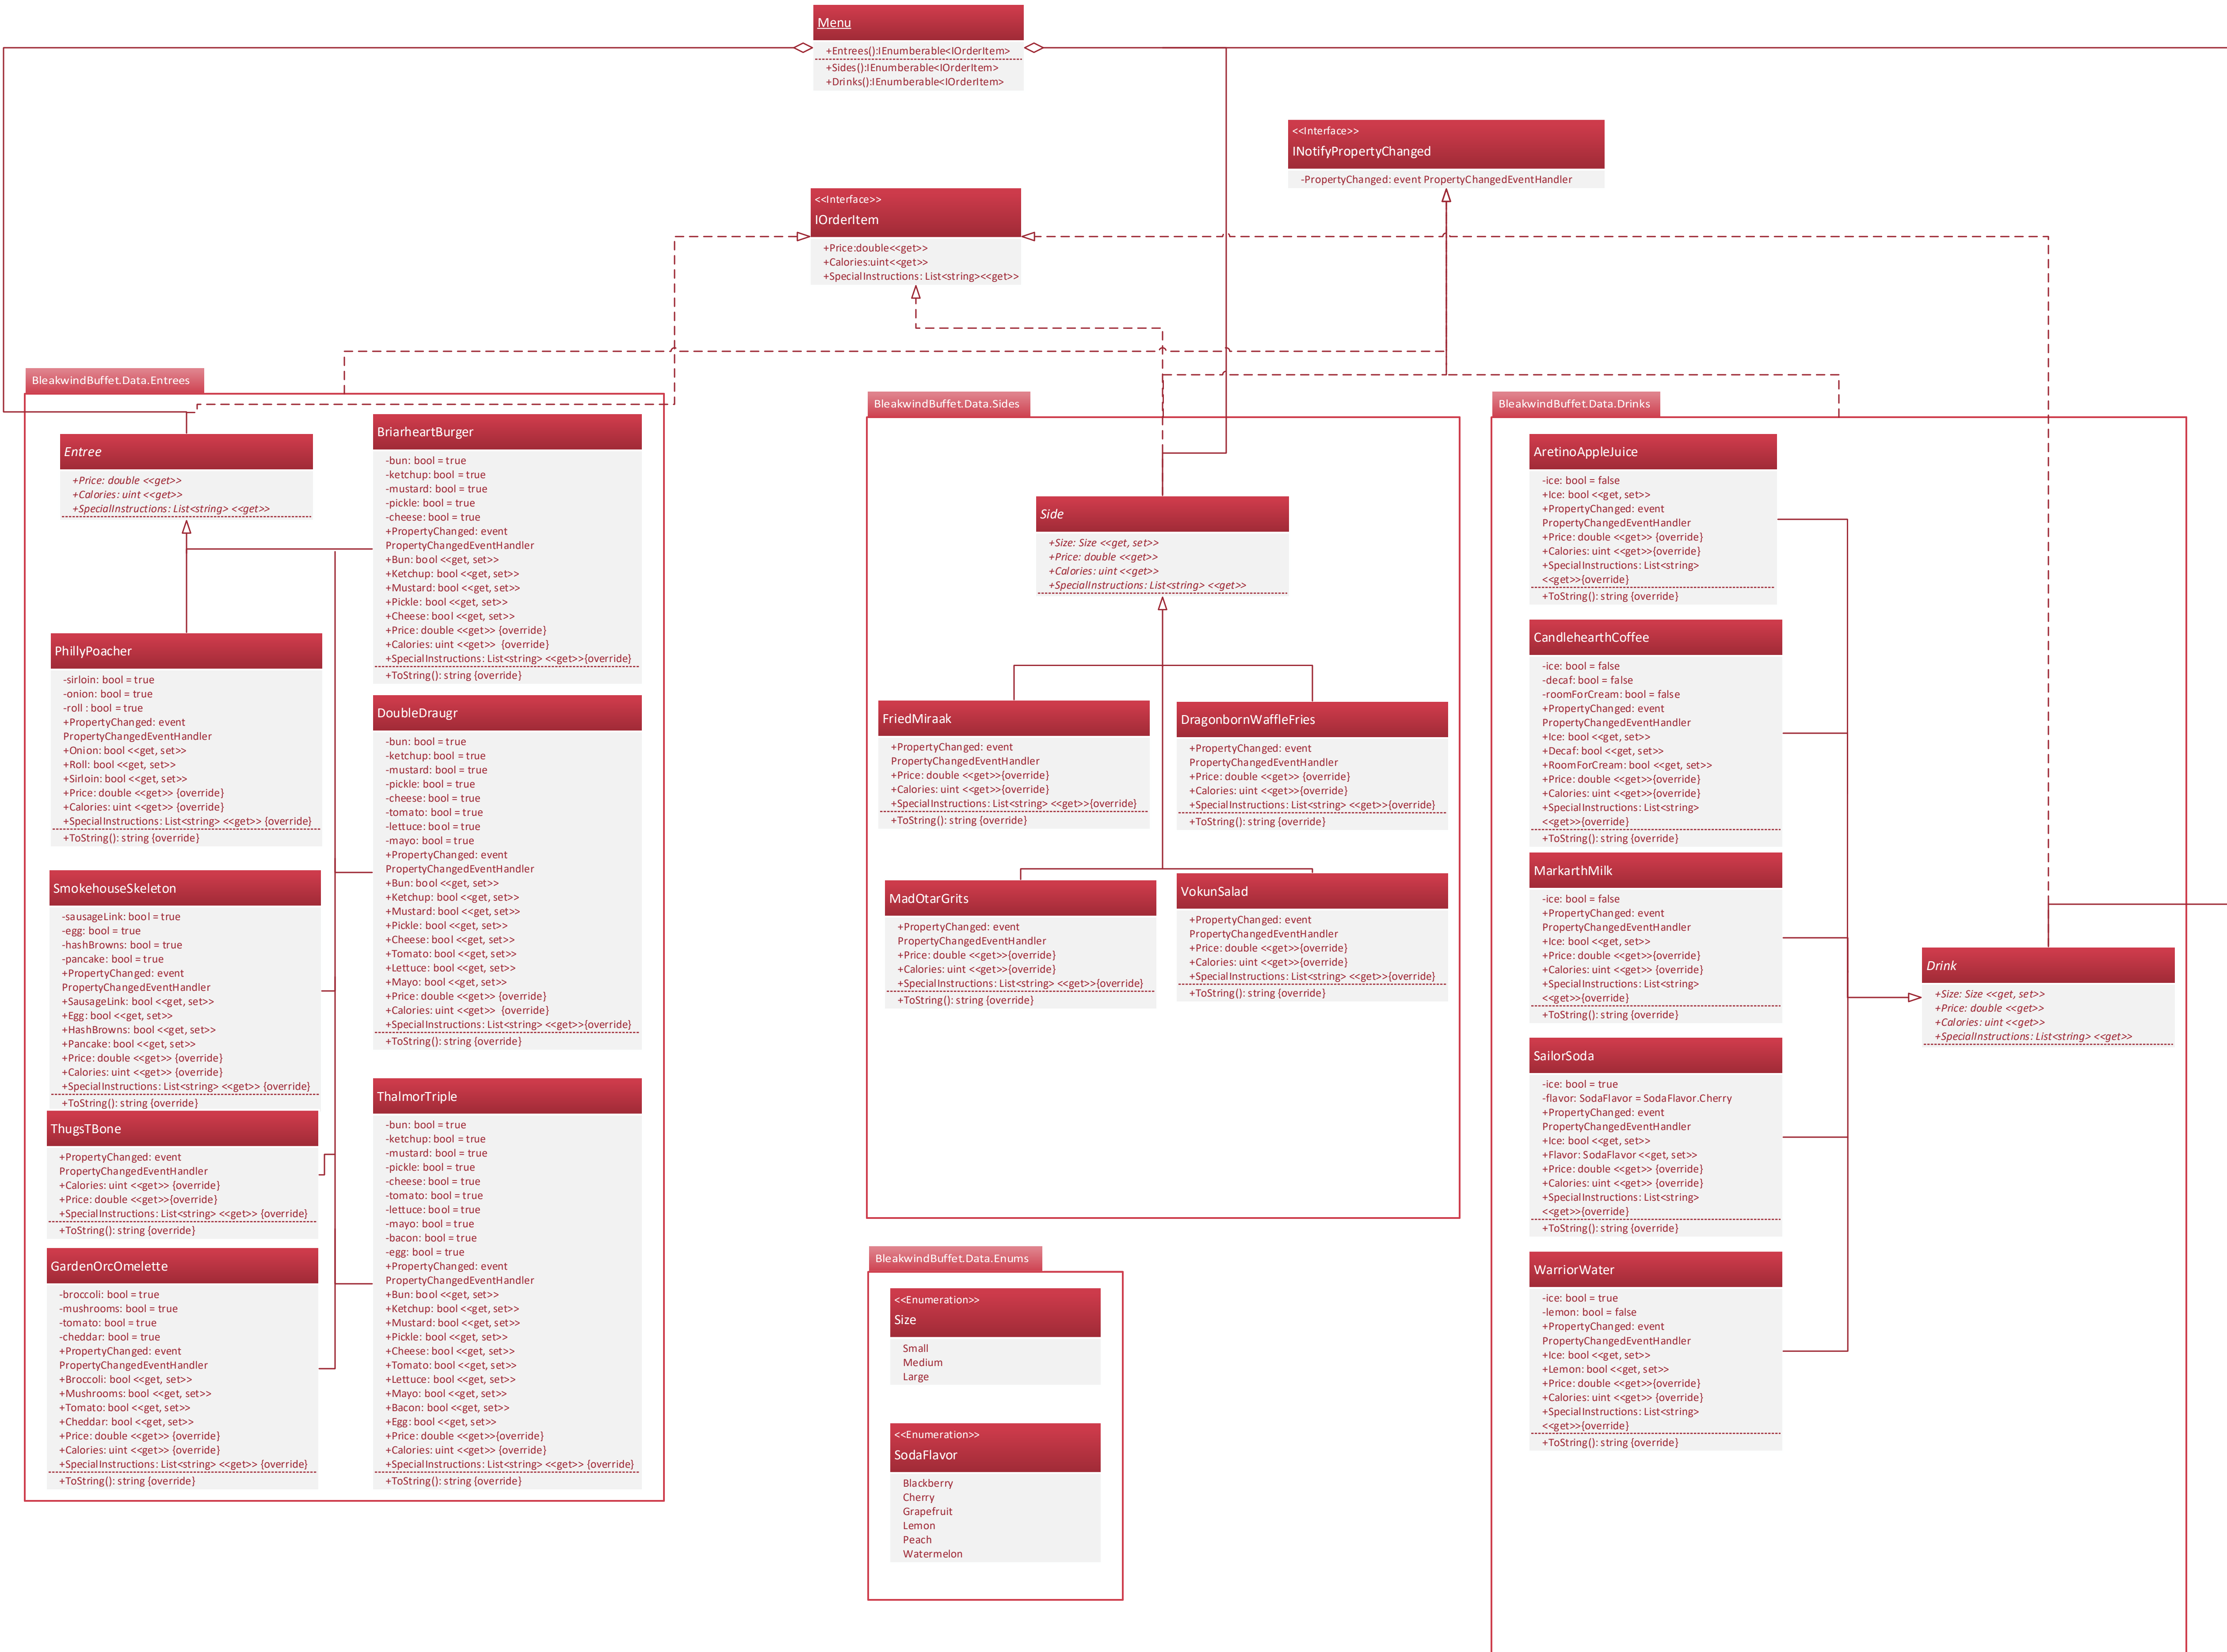 Menu
+Entrees():IEnumberable<IOrderItem>
+Sides():IEnumberable<IOrderItem>
+Drinks():IEnumberable<IOrderItem>
<<Interface>>
INotifyPropertyChanged
-PropertyChanged: event PropertyChangedEventHandler
<<Interface>>
IOrderItem
+Price:double<<get>>
+Calories:uint<<get>>
+SpecialInstructions: List<string><<get>>
BleakwindBuffet.Data.Entrees
Entree
+Price: double <<get>>
+Calories: uint <<get>>
+SpecialInstructions: List<string> <<get>>
PhillyPoacher
-sirloin: bool = true
-onion: bool = true
-roll : bool = true
+PropertyChanged: event
PropertyChangedEventHandler
+Onion: bool <<get, set>>
+Roll: bool <<get, set>>
+Sirloin: bool <<get, set>>
+Price: double <<get>> {override}
+Calories: uint <<get>> {override}
+SpecialInstructions: List<string> <<get>> {override}
+ToString(): string {override}
SmokehouseSkeleton
-sausageLink: bool = true
-egg: bool = true
-hashBrowns: bool = true
-pancake: bool = true
+PropertyChanged: event
PropertyChangedEventHandler
+SausageLink: bool <<get, set>>
+Egg: bool <<get, set>>
+HashBrowns: bool <<get, set>>
+Pancake: bool <<get, set>>
+Price: double <<get>> {override}
+Calories: uint <<get>> {override}
+SpecialInstructions: List<string> <<get>> {override}
+ToString(): string {override}
ThugsTBone
+PropertyChanged: event
PropertyChangedEventHandler
+Calories: uint <<get>> {override}
+Price: double <<get>>{override}
+SpecialInstructions: List<string> <<get>> {override}
+ToString(): string {override}
GardenOrcOmelette
-broccoli: bool = true
-mushrooms: bool = true
-tomato: bool = true
-cheddar: bool = true
+PropertyChanged: event
PropertyChangedEventHandler
+Broccoli: bool <<get, set>>
+Mushrooms: bool <<get, set>>
+Tomato: bool <<get, set>>
+Cheddar: bool <<get, set>>
+Price: double <<get>> {override}
+Calories: uint <<get>> {override}
+SpecialInstructions: List<string> <<get>> {override}
+ToString(): string {override}
BriarheartBurger
-bun: bool = true
-ketchup: bool = true
-mustard: bool = true
-pickle: bool = true
-cheese: bool = true
+PropertyChanged: event
PropertyChangedEventHandler
+Bun: bool <<get, set>>
+Ketchup: bool <<get, set>>
+Mustard: bool <<get, set>>
+Pickle: bool <<get, set>>
+Cheese: bool <<get, set>>
+Price: double <<get>> {override}
+Calories: uint <<get>>  {override}
+SpecialInstructions: List<string> <<get>>{override}
+ToString(): string {override}
DoubleDraugr
-bun: bool = true
-ketchup: bool = true
-mustard: bool = true
-pickle: bool = true
-cheese: bool = true
-tomato: bool = true
-lettuce: bool = true
-mayo: bool = true
+PropertyChanged: event
PropertyChangedEventHandler
+Bun: bool <<get, set>>
+Ketchup: bool <<get, set>>
+Mustard: bool <<get, set>>
+Pickle: bool <<get, set>>
+Cheese: bool <<get, set>>
+Tomato: bool <<get, set>>
+Lettuce: bool <<get, set>>
+Mayo: bool <<get, set>>
+Price: double <<get>> {override}
+Calories: uint <<get>>  {override}
+SpecialInstructions: List<string> <<get>>{override}
+ToString(): string {override}
ThalmorTriple
-bun: bool = true
-ketchup: bool = true
-mustard: bool = true
-pickle: bool = true
-cheese: bool = true
-tomato: bool = true
-lettuce: bool = true
-mayo: bool = true
-bacon: bool = true
-egg: bool = true
+PropertyChanged: event
PropertyChangedEventHandler
+Bun: bool <<get, set>>
+Ketchup: bool <<get, set>>
+Mustard: bool <<get, set>>
+Pickle: bool <<get, set>>
+Cheese: bool <<get, set>>
+Tomato: bool <<get, set>>
+Lettuce: bool <<get, set>>
+Mayo: bool <<get, set>>
+Bacon: bool <<get, set>>
+Egg: bool <<get, set>>
+Price: double <<get>>{override}
+Calories: uint <<get>> {override}
+SpecialInstructions: List<string> <<get>> {override}
+ToString(): string {override}
BleakwindBuffet.Data.Sides
Side
+Size: Size <<get, set>>
+Price: double <<get>>
+Calories: uint <<get>>
+SpecialInstructions: List<string> <<get>>
FriedMiraak
+PropertyChanged: event
PropertyChangedEventHandler
+Price: double <<get>>{override}
+Calories: uint <<get>>{override}
+SpecialInstructions: List<string> <<get>>{override}
+ToString(): string {override}
DragonbornWaffleFries
+PropertyChanged: event
PropertyChangedEventHandler
+Price: double <<get>> {override}
+Calories: uint <<get>>{override}
+SpecialInstructions: List<string> <<get>>{override}
+ToString(): string {override}
MadOtarGrits
+PropertyChanged: event
PropertyChangedEventHandler
+Price: double <<get>>{override}
+Calories: uint <<get>>{override}
+SpecialInstructions: List<string> <<get>>{override}
+ToString(): string {override}
VokunSalad
+PropertyChanged: event
PropertyChangedEventHandler
+Price: double <<get>>{override}
+Calories: uint <<get>>{override}
+SpecialInstructions: List<string> <<get>>{override}
+ToString(): string {override}
BleakwindBuffet.Data.Enums
<<Enumeration>>
Size
Small
Medium
Large
<<Enumeration>>
SodaFlavor
Blackberry
Cherry
Grapefruit
Lemon
Peach
Watermelon
BleakwindBuffet.Data.Drinks
AretinoAppleJuice
-ice: bool = false
+Ice: bool <<get, set>>
+PropertyChanged: event
PropertyChangedEventHandler
+Price: double <<get>> {override}
+Calories: uint <<get>>{override}
+SpecialInstructions: List<string>
<<get>>{override}
+ToString(): string {override}
CandlehearthCoffee
-ice: bool = false
-decaf: bool = false
-roomForCream: bool = false
+PropertyChanged: event
PropertyChangedEventHandler
+Ice: bool <<get, set>>
+Decaf: bool <<get, set>>
+RoomForCream: bool <<get, set>>
+Price: double <<get>>{override}
+Calories: uint <<get>>{override}
+SpecialInstructions: List<string>
<<get>>{override}
+ToString(): string {override}
MarkarthMilk
-ice: bool = false
+PropertyChanged: event
PropertyChangedEventHandler
+Ice: bool <<get, set>>
+Price: double <<get>>{override}
+Calories: uint <<get>> {override}
+SpecialInstructions: List<string>
<<get>>{override}
+ToString(): string {override}
SailorSoda
-ice: bool = true
-flavor: SodaFlavor = SodaFlavor.Cherry
+PropertyChanged: event
PropertyChangedEventHandler
+Ice: bool <<get, set>>
+Flavor: SodaFlavor <<get, set>>
+Price: double <<get>> {override}
+Calories: uint <<get>> {override}
+SpecialInstructions: List<string>
<<get>>{override}
+ToString(): string {override}
WarriorWater
-ice: bool = true
-lemon: bool = false
+PropertyChanged: event
PropertyChangedEventHandler
+Ice: bool <<get, set>>
+Lemon: bool <<get, set>>
+Price: double <<get>>{override}
+Calories: uint <<get>> {override}
+SpecialInstructions: List<string>
<<get>>{override}
+ToString(): string {override}
Drink
+Size: Size <<get, set>>
+Price: double <<get>>
+Calories: uint <<get>>
+SpecialInstructions: List<string> <<get>>